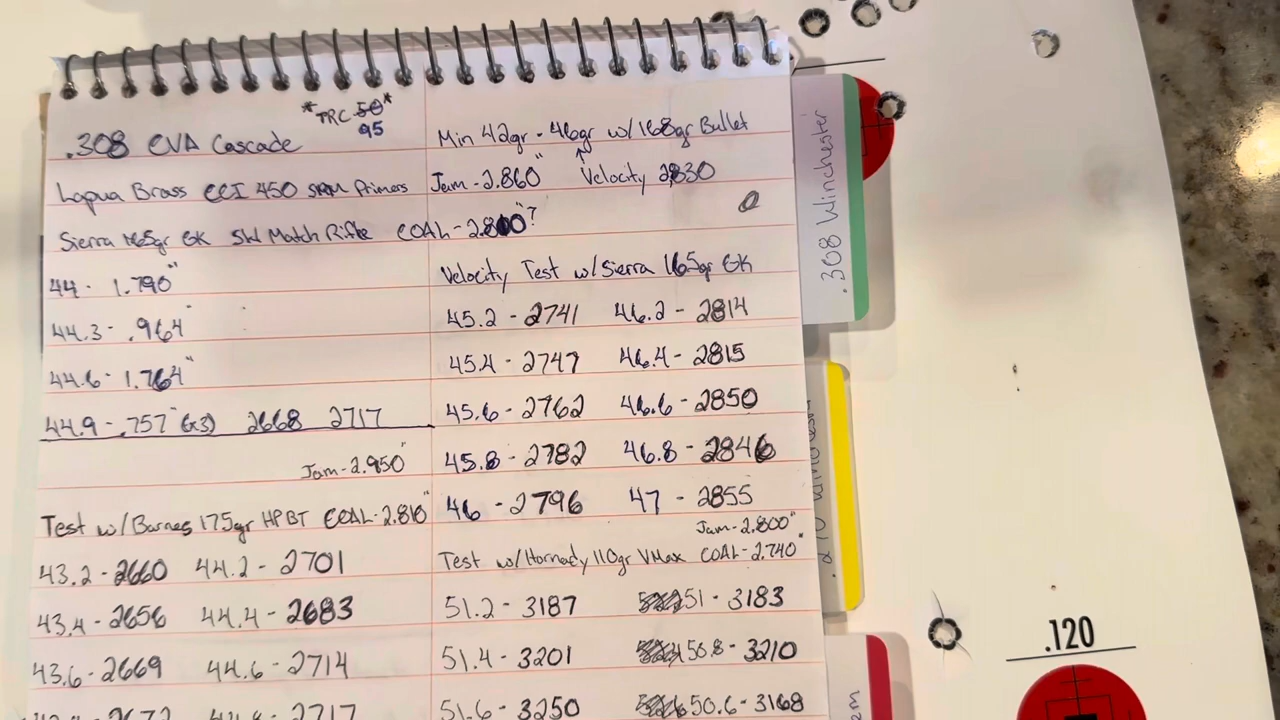 *TRC 50*
95
.308 CVA Cascade
Lapua Brass CCI 450 SRM Primers
Sierra 165gr GK SW Match Rifle COAL-2.800"?
44 - 1.790"
44.3 - .964"
44.6 - 1.764"
44.9 - .757" (x3) 2668 2717
Jam-2.950"
Test w/Barnes 175gr HPBT COAL-2.810"
43.2-2660 44.2-2701
43.4-2656 44.4-2683
43.6-2669 44.6-2714
2672 44.8-2717
Min 42gr-46gr w/168gr Bullet
Jam-2.860" ↑ Velocity 2830
Velocity Test w/Sierra 165gr GK
45.2-2741 46.2-2814
45.4-2747 46.4-2815
45.6-2762 46.6-2850
45.8-2782 46.8-2846
46-2796 47-2855
Jam-2.800"
Test w/Hornady 110gr VMax COAL-2.740"
51.2-3187 51-3183
51.4-3201 50.8-3210
51.6-3250 50.6-3168
.308 Winchester
.120